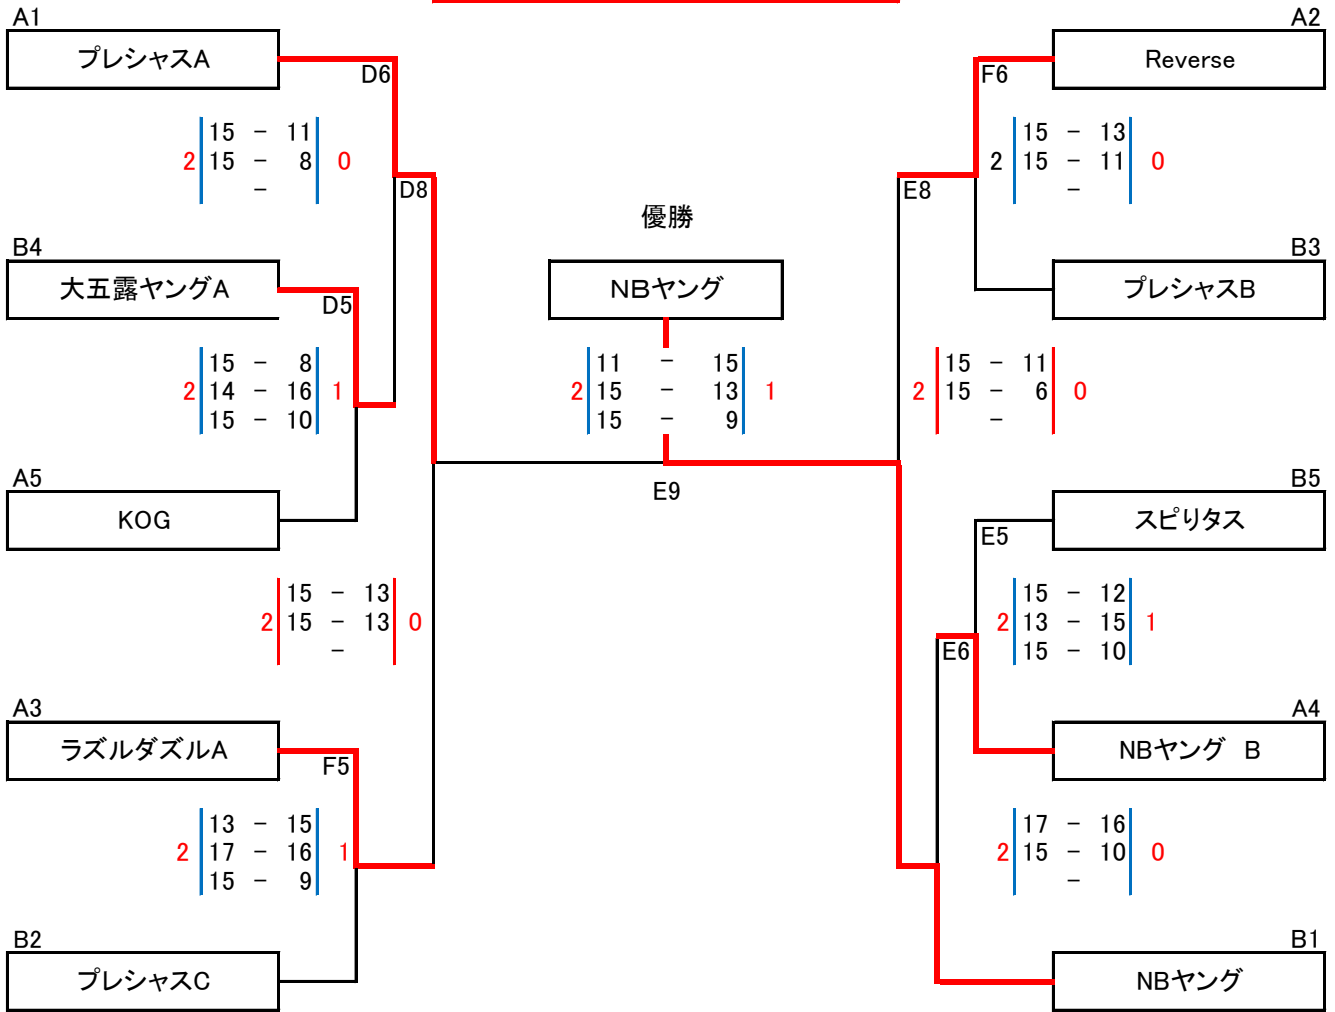 A1
プレシャスA
D6
15 － 11
2 15 － 8 0
－
D8
B4
大五露ヤングA
D5
15 － 8
2 14 － 16 1
15 － 10
A5
KOG
15 － 13
2 15 － 13 0
－
A3
ラズルダズルA
F5
13 － 15
2 17 － 16 1
15 － 9
B2
プレシャスC
優勝
NBヤング
11 － 15
2 15 － 13 1
15 － 9
E9
A2
Reverse
F6
15 － 13
2 15 － 11 0
－
E8
B3
プレシャスB
15 － 11
2 15 － 6 0
－
B5
スピりタス
E5
15 － 12
2 13 － 15 1
15 － 10
E6
A4
NBヤング　B
17 － 16
2 15 － 10 0
－
B1
NBヤング